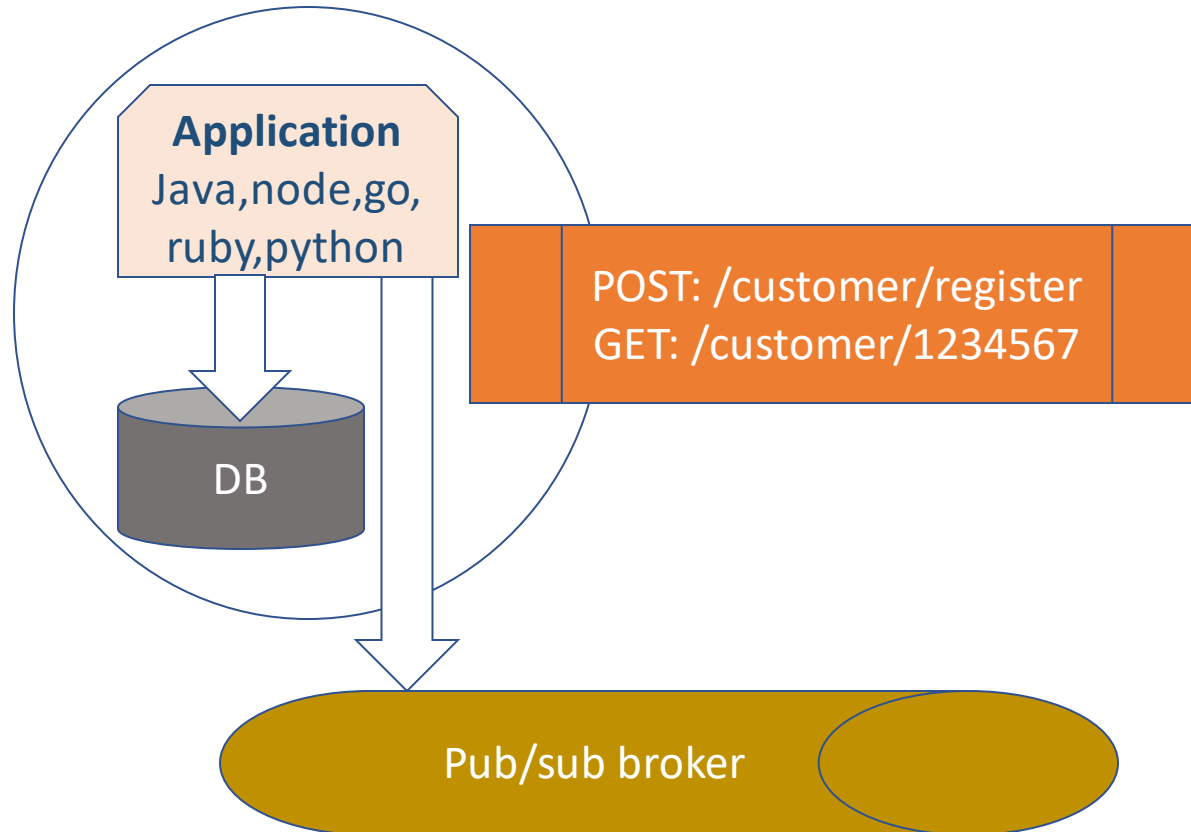 Application
Java,node,go,
ruby,python
POST: /customer/register
GET: /customer/1234567
DB
Pub/sub broker